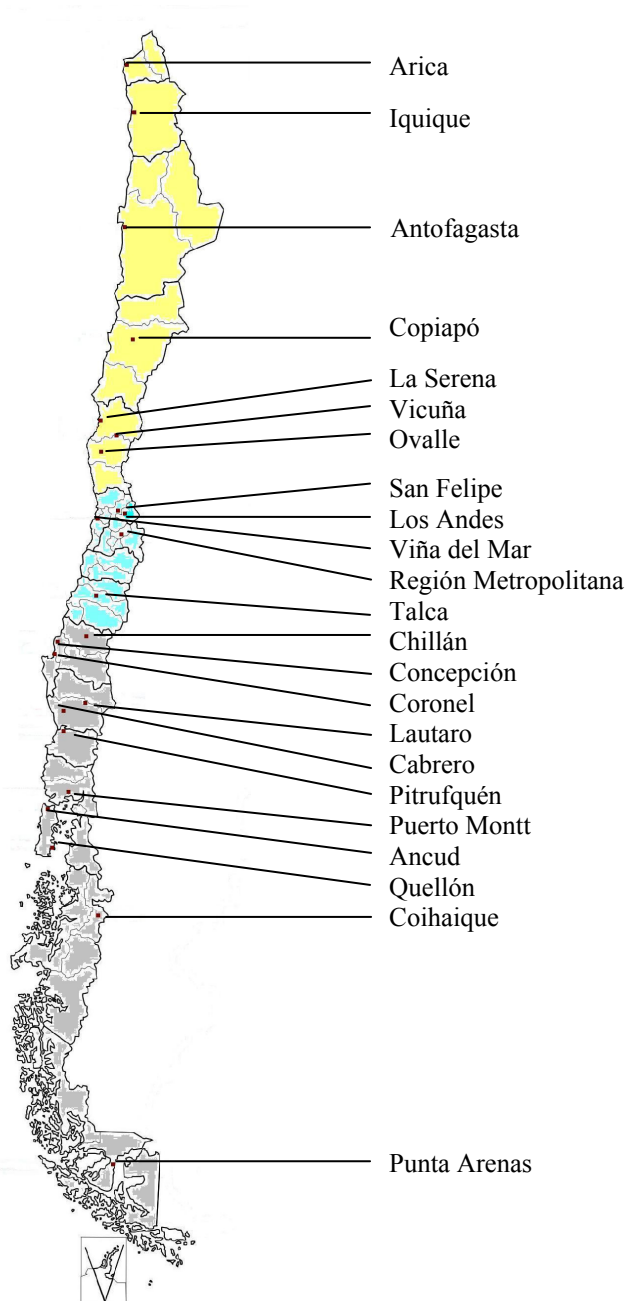 Arica
Iquique
Antofagasta
Copiapó
La Serena
Vicuña
Ovalle
San Felipe
Los Andes
Viña del Mar
Región Metropolitana
Talca
Chillán
Concepción
Coronel
Lautaro
Cabrero
Pitrufquén
Puerto Montt
Ancud
Quellón
Coihaique
Punta Arenas